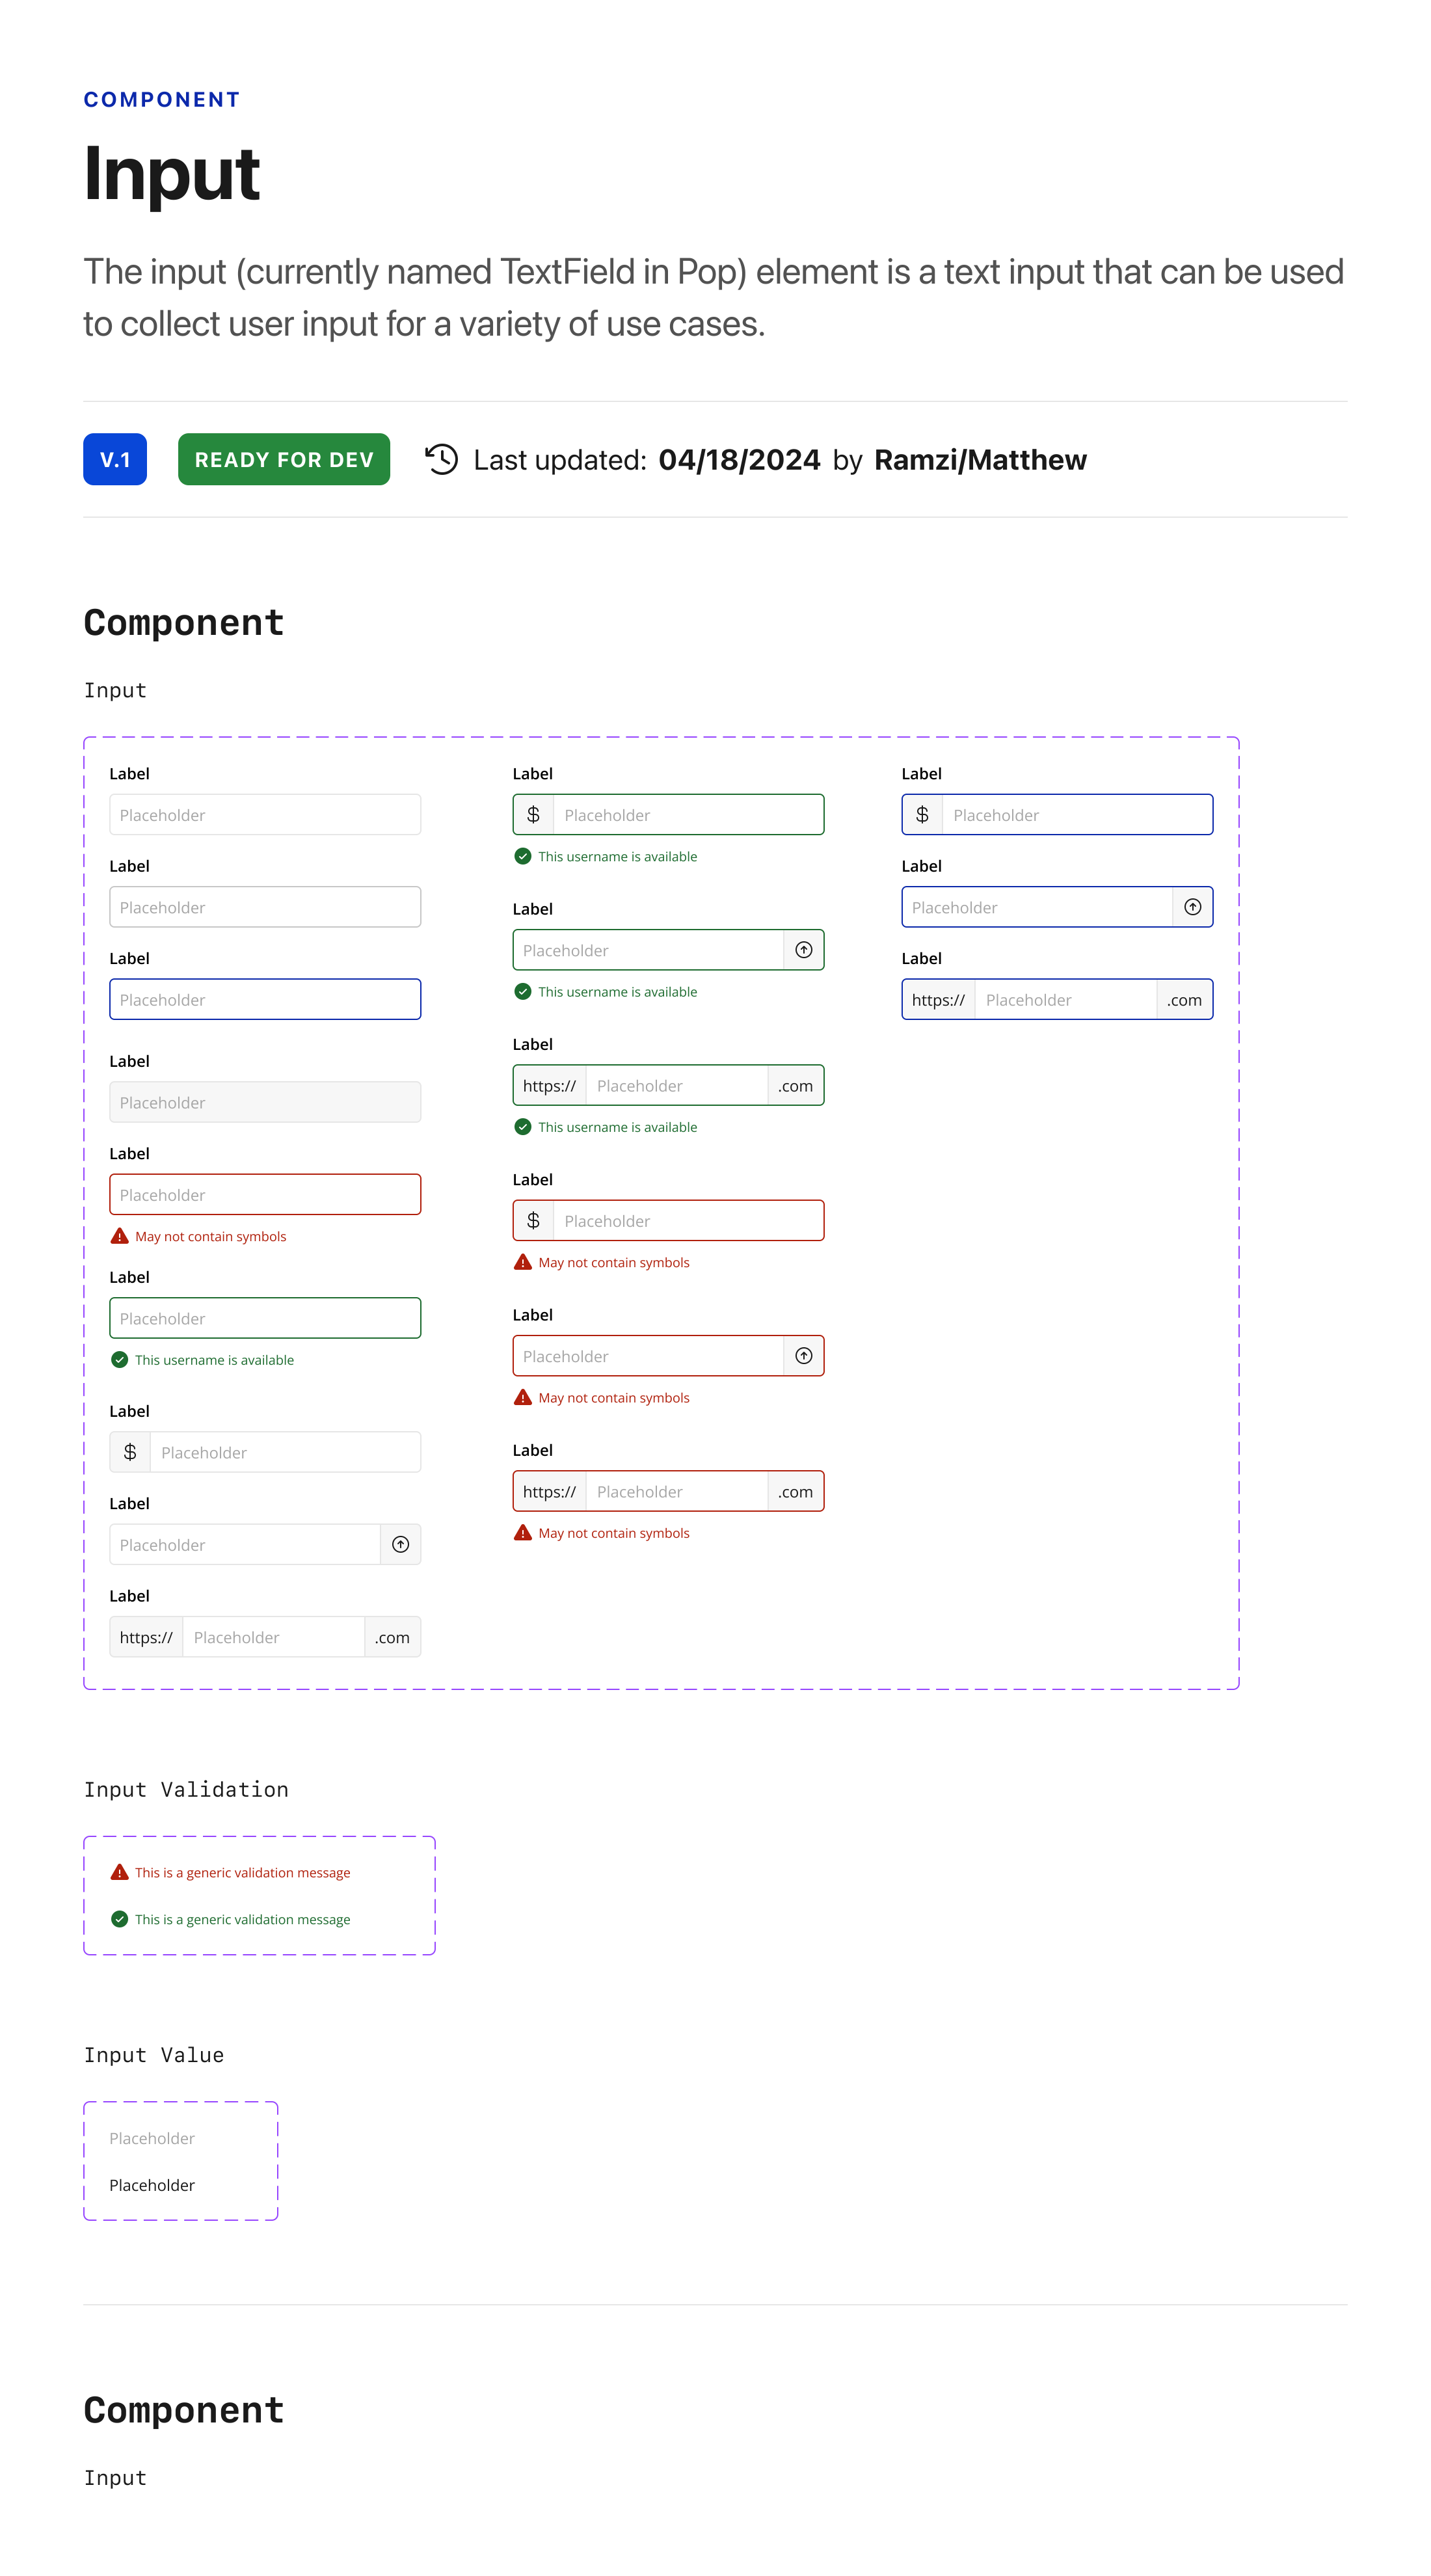 COMPONENT
Input
The input (currently named TextField in Pop) element is a text input that can be used
to collect user input for a variety of use cases.
V.1 READY FOR DEV Last updated: 04/18/2024 by Ramzi/Matthew
Component
Input
Label
Placeholder
Label
Placeholder
Label
Placeholder
Label
Placeholder
Label
Placeholder
May not contain symbols
Label
Placeholder
This username is available
Label
$ Placeholder
Label
Placeholder
Label
https:// Placeholder .com
Label
$ Placeholder
This username is available
Label
Placeholder
This username is available
Label
https:// Placeholder .com
This username is available
Label
$ Placeholder
May not contain symbols
Label
Placeholder
May not contain symbols
Label
https:// Placeholder .com
May not contain symbols
Label
$ Placeholder
Label
Placeholder
Label
https:// Placeholder .com
Input Validation
This is a generic validation message
This is a generic validation message
Input Value
Placeholder
Placeholder
Component
Input